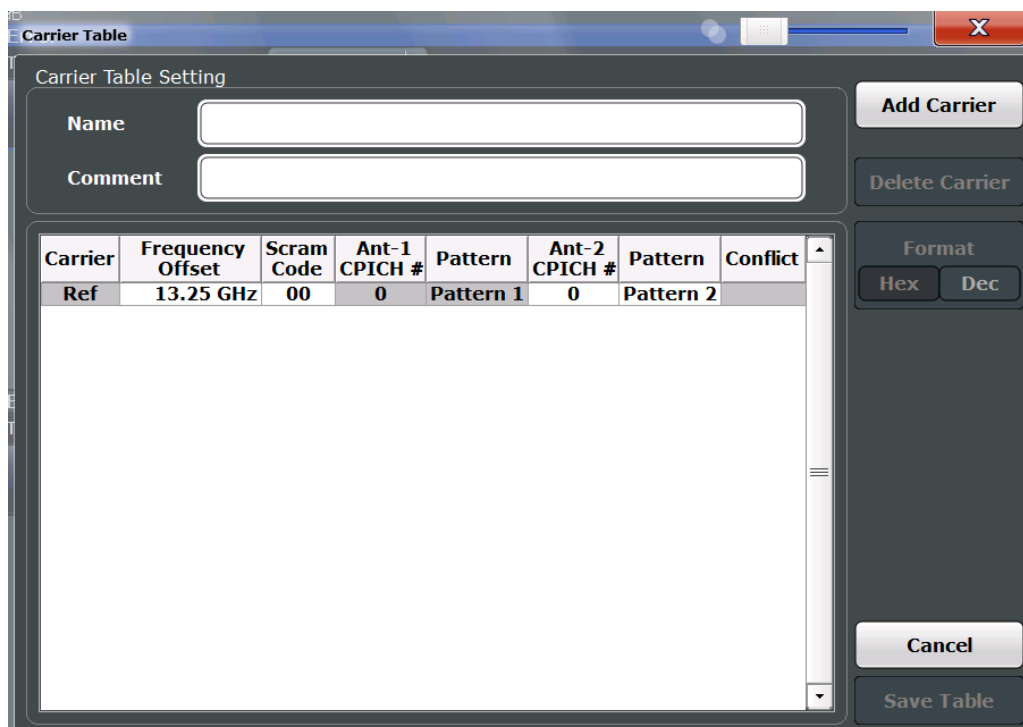 Carrier Table
X
Carrier Table Setting
Name
Comment
Add Carrier
Delete Carrier
Format
Hex Dec
Carrier Frequency Offset Scram Code Ant-1 CPICH # Pattern Ant-2 CPICH # Pattern Conflict
Ref 13.25 GHz 00 0 Pattern 1 0 Pattern 2
Cancel
Save Table